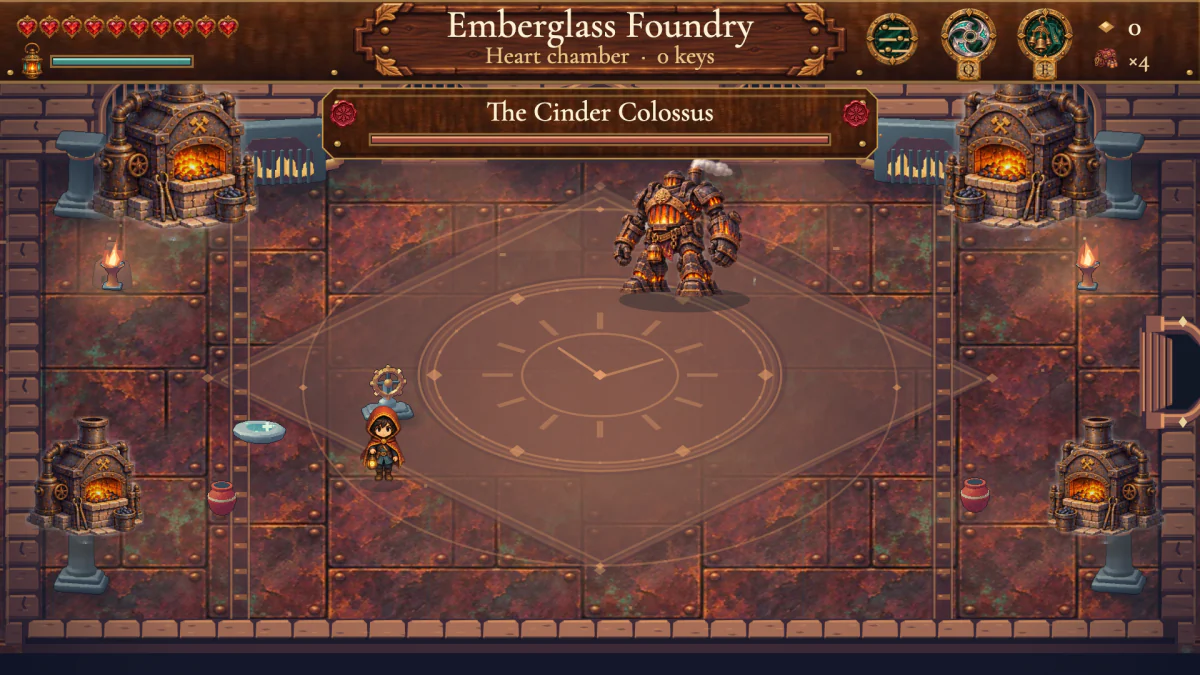 Emberglass Foundry
Heart chamber · 0 keys
0
×4
Q
The Cinder Colossus